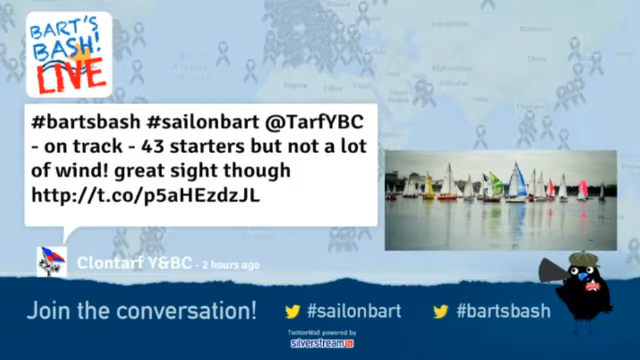 BART'S
BASH!
LIVE
#bartsbash #sailonbart @TarfYBC
- on track - 43 starters but not a lot
of wind! great sight though
http://t.co/p5aHEzdzJL
Clontarf Y&BC - 2 hours ago
Join the conversation! #sailonbart #bartsbash
TwitterWall powered by
silverstream